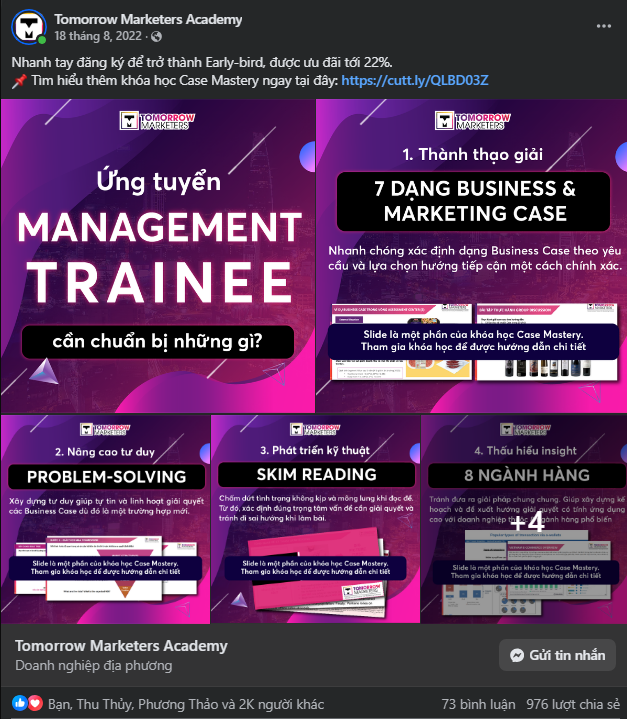 Tomorrow Marketers Academy
18 tháng 8, 2022 ·
Nhanh tay đăng ký để trở thành Early-bird, được ưu đãi tới 22%.
📌 Tìm hiểu thêm khóa học Case Mastery ngay tại đây: https://cutt.ly/QLBD03Z
TOMORROW
MARKETERS
Ứng tuyển
MANAGEMENT
TRAINEE
cần chuẩn bị những gì?
TOMORROW
MARKETERS
1. Thành thạo giải
7 DẠNG BUSINESS &
MARKETING CASE
Nhanh chóng xác định dạng Business Case theo yêu
cầu và lựa chọn hướng tiếp cận một cách chính xác.
Slide là một phần của khóa học Case Mastery.
Tham gia khóa học để được hướng dẫn chi tiết
TOMORROW
MARKETERS
2. Nâng cao tư duy
PROBLEM-SOLVING
Xây dựng tư duy giúp tự tin và linh hoạt giải quyết
các Business Case dù đó là một trường hợp mới.
Slide là một phần của khóa học Case Mastery.
Tham gia khóa học để được hướng dẫn chi tiết
TOMORROW
MARKETERS
3. Phát triển kỹ thuật
SKIM READING
Chấm dứt tình trạng không kịp và mông lung khi đọc đề.
Từ đó, xác định đúng trọng tâm vấn đề cần giải quyết và
tránh đi sai hướng khi làm bài.
Slide là một phần của khóa học Case Mastery.
Tham gia khóa học để được hướng dẫn chi tiết
TOMORROW
MARKETERS
TOMORROW
MARKETERS
4. Thấu hiểu insight
8 NGÀNH HÀNG
Tránh đưa ra giải pháp chung chung. Giúp xây dựng kế
hoạch và đề xuất hướng giải quyết có tính ứng dụng
cao với doanh nghiệp ngành hàng phổ biến
+4
Slide là một phần của khóa học Case Mastery.
Tham gia khóa học để được hướng dẫn chi tiết
Tomorrow Marketers Academy
Doanh nghiệp địa phương
Gửi tin nhắn
Bạn, Thu Thủy, Phương Thảo và 2K người khác
73 bình luận 976 lượt chia sẻ